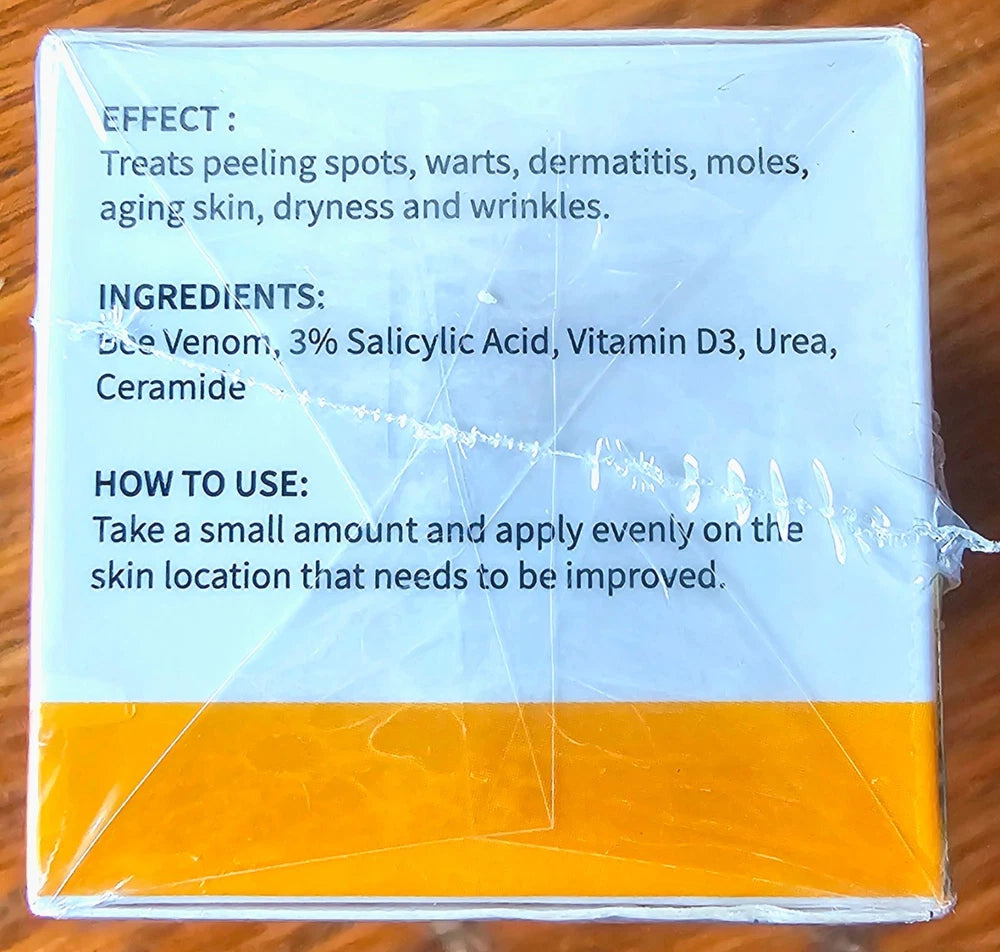 EFFECT :
Treats peeling spots, warts, dermatitis, moles,
aging skin, dryness and wrinkles.
INGREDIENTS:
Bee Venom, 3% Salicylic Acid, Vitamin D3, Urea,
Ceramide
HOW TO USE:
Take a small amount and apply evenly on the
skin location that needs to be improved.